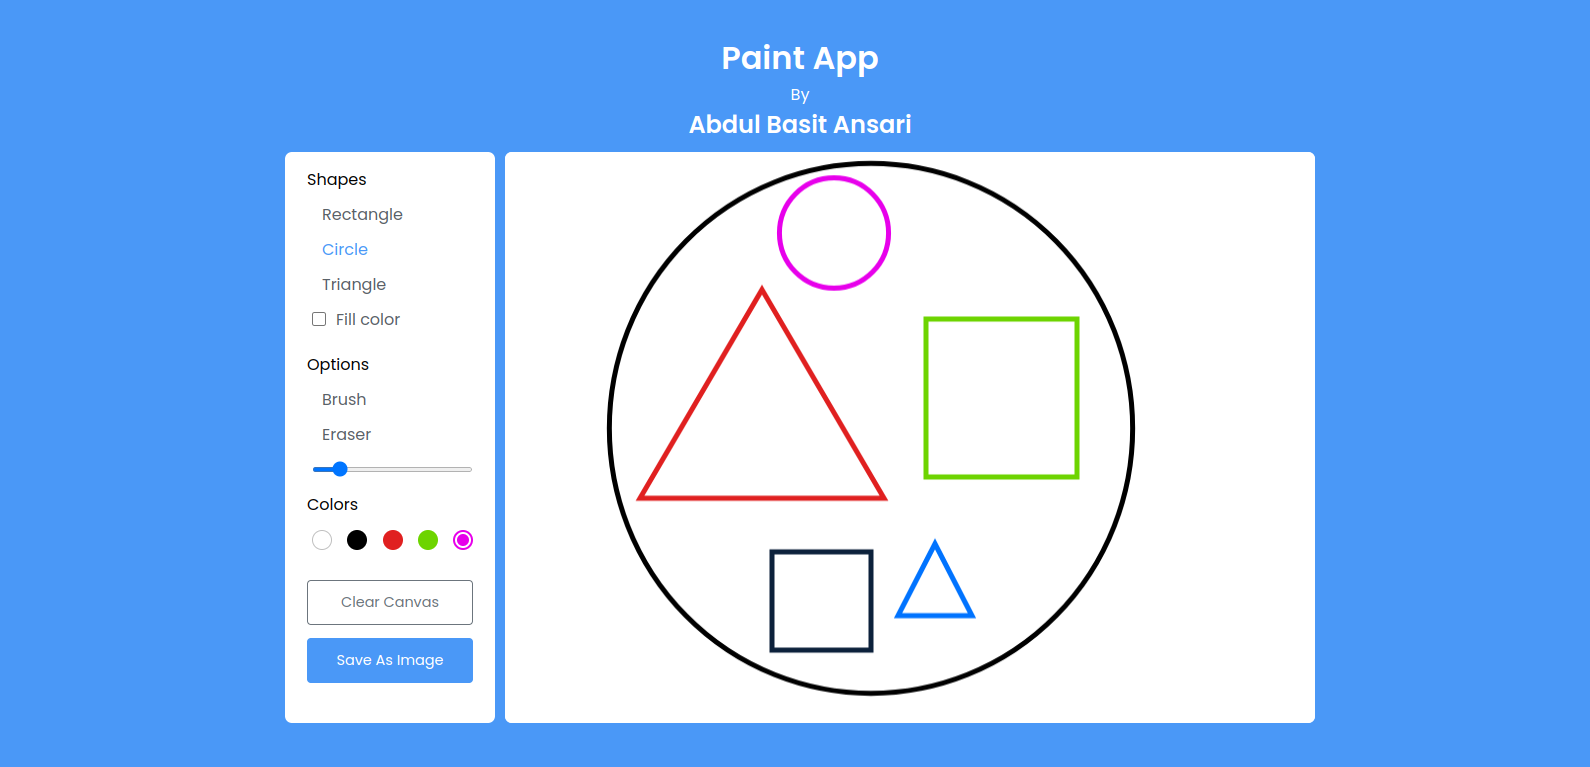 Paint App
By
Abdul Basit Ansari
Shapes
Rectangle
Circle
Triangle
Fill color
Options
Brush
Eraser
Colors
Clear Canvas
Save As Image